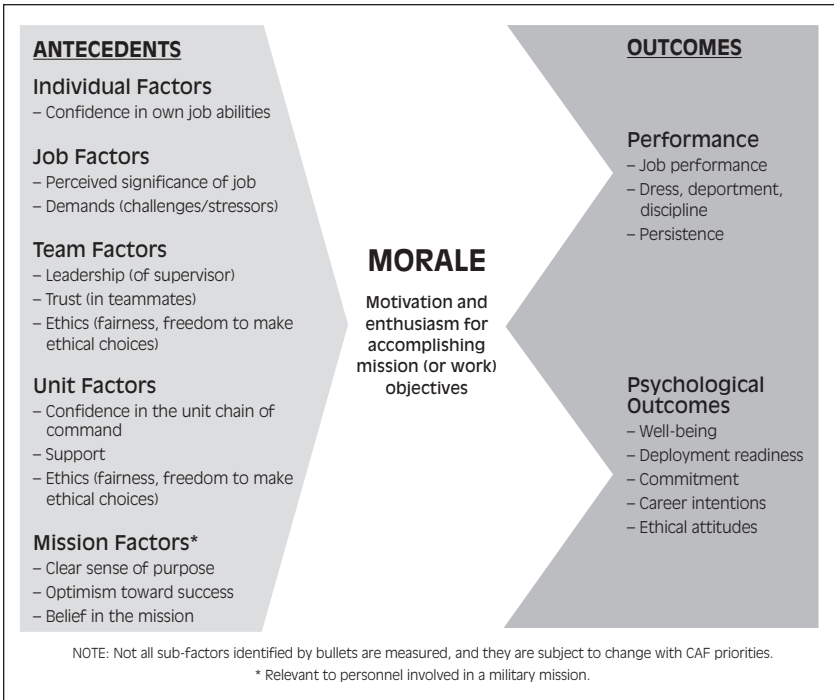 ANTECEDENTS
Individual Factors
– Confidence in own job abilities
Job Factors
– Perceived significance of job
– Demands (challenges/stressors)
Team Factors
– Leadership (of supervisor)
– Trust (in teammates)
– Ethics (fairness, freedom to make
ethical choices)
Unit Factors
– Confidence in the unit chain of
command
– Support
– Ethics (fairness, freedom to make
ethical choices)
Mission Factors*
– Clear sense of purpose
– Optimism toward success
– Belief in the mission
MORALE
Motivation and
enthusiasm for
accomplishing
mission (or work)
objectives
OUTCOMES
Performance
– Job performance
– Dress, deportment,
discipline
– Persistence
Psychological
Outcomes
– Well-being
– Deployment readiness
– Commitment
– Career intentions
– Ethical attitudes
NOTE: Not all sub-factors identified by bullets are measured, and they are subject to change with CAF priorities.
* Relevant to personnel involved in a military mission.